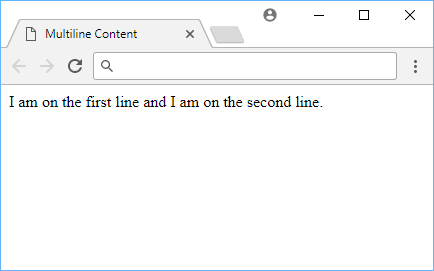 Multiline Content
I am on the first line and I am on the second line.